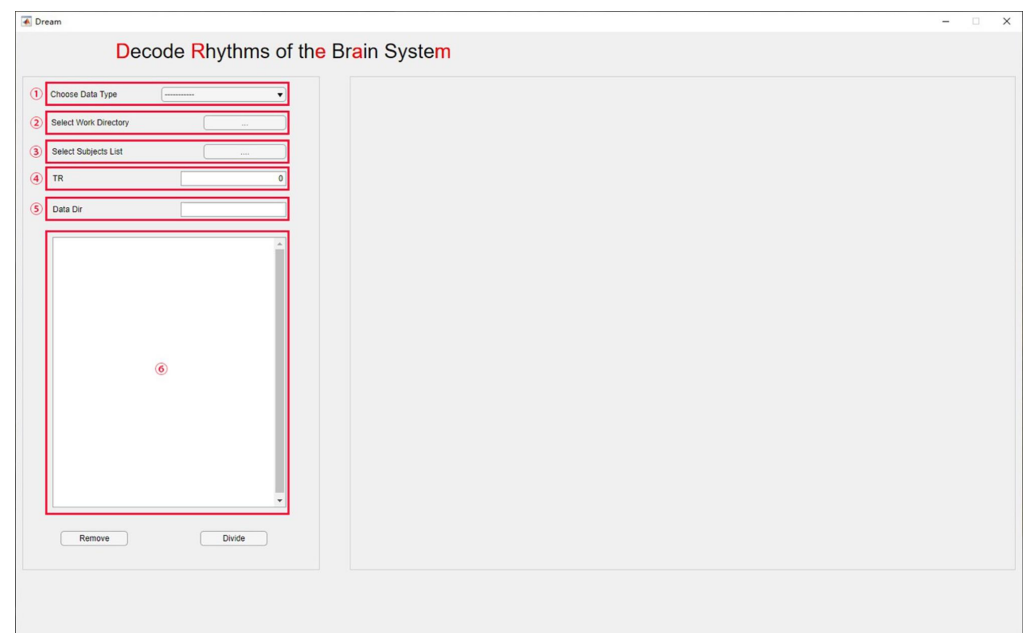 Dream
Decode Rhythms of the Brain System
① Choose Data Type ----------- ▼
② Select Work Directory ...
③ Select Subjects List ....
④ TR 0
⑤ Data Dir
⑥
Remove Divide